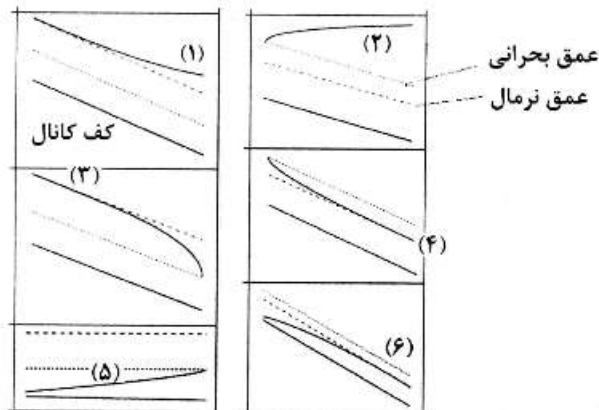 (۱)
کف کانال
(۲)
عمق بحرانی
عمق نرمال
(۳)
(۴)
(۵)
(۶)